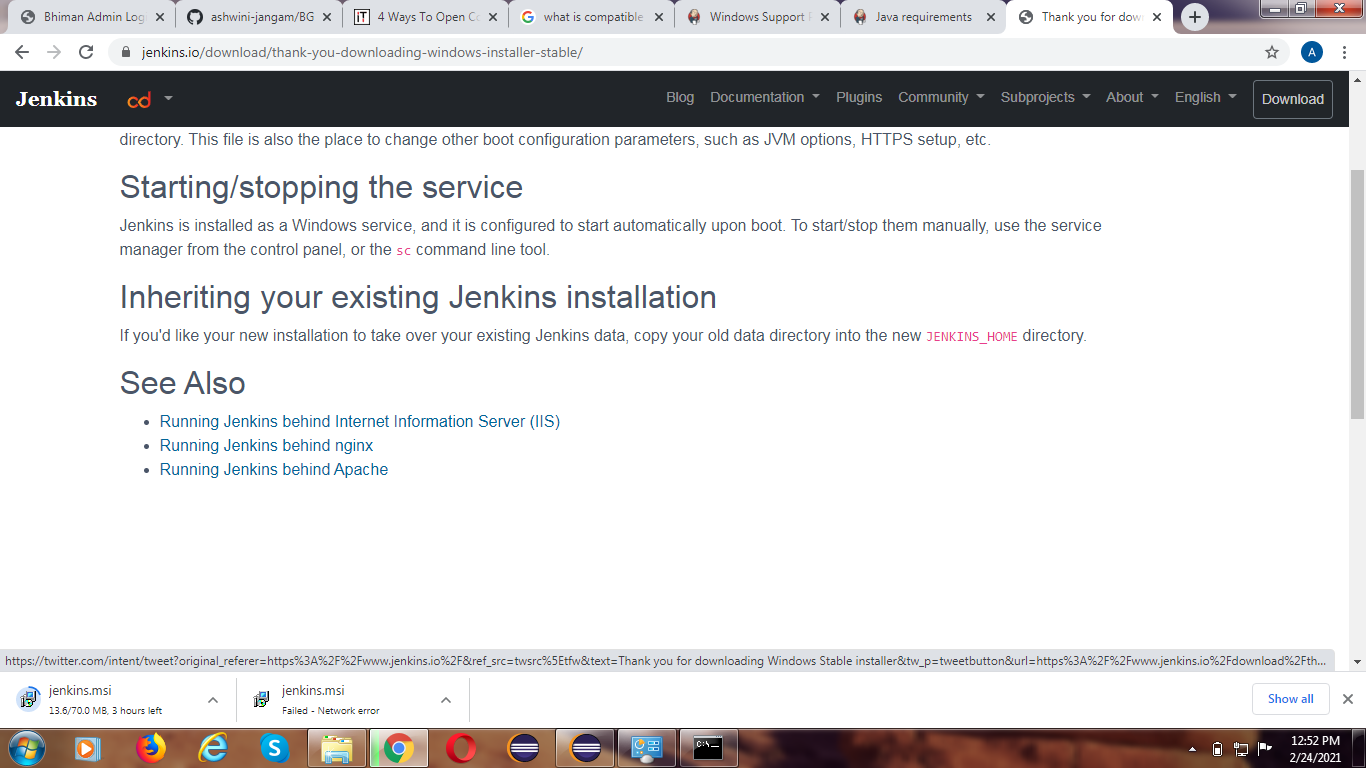 Bhiman Admin Log
ashwini-jangam/BG
iT
4 Ways To Open Co
what is compatible
Windows Support P
Java requirements
Thank you for dow
jenkins.io/download/thank-you-downloading-windows-installer-stable/
A
Jenkins
cd
Blog
Documentation
Plugins
Community
Subprojects
About
English
Download
directory. This file is also the place to change other boot configuration parameters, such as JVM options, HTTPS setup, etc.
Starting/stopping the service
Jenkins is installed as a Windows service, and it is configured to start automatically upon boot. To start/stop them manually, use the service
manager from the control panel, or the sc command line tool.
Inheriting your existing Jenkins installation
If you'd like your new installation to take over your existing Jenkins data, copy your old data directory into the new JENKINS_HOME directory.
See Also
Running Jenkins behind Internet Information Server (IIS)
Running Jenkins behind nginx
Running Jenkins behind Apache
https://twitter.com/intent/tweet?original_referer=https%3A%2F%2Fwww.jenkins.io%2F&ref_src=twsrc%5Etfw&text=Thank you for downloading Windows Stable installer&tw_p=tweetbutton&url=https%3A%2F%2Fwww.jenkins.io%2Fdownload%2Fth...
jenkins.msi
13.6/70.0 MB, 3 hours left
jenkins.msi
Failed - Network error
Show all
C:\_
12:52 PM
2/24/2021